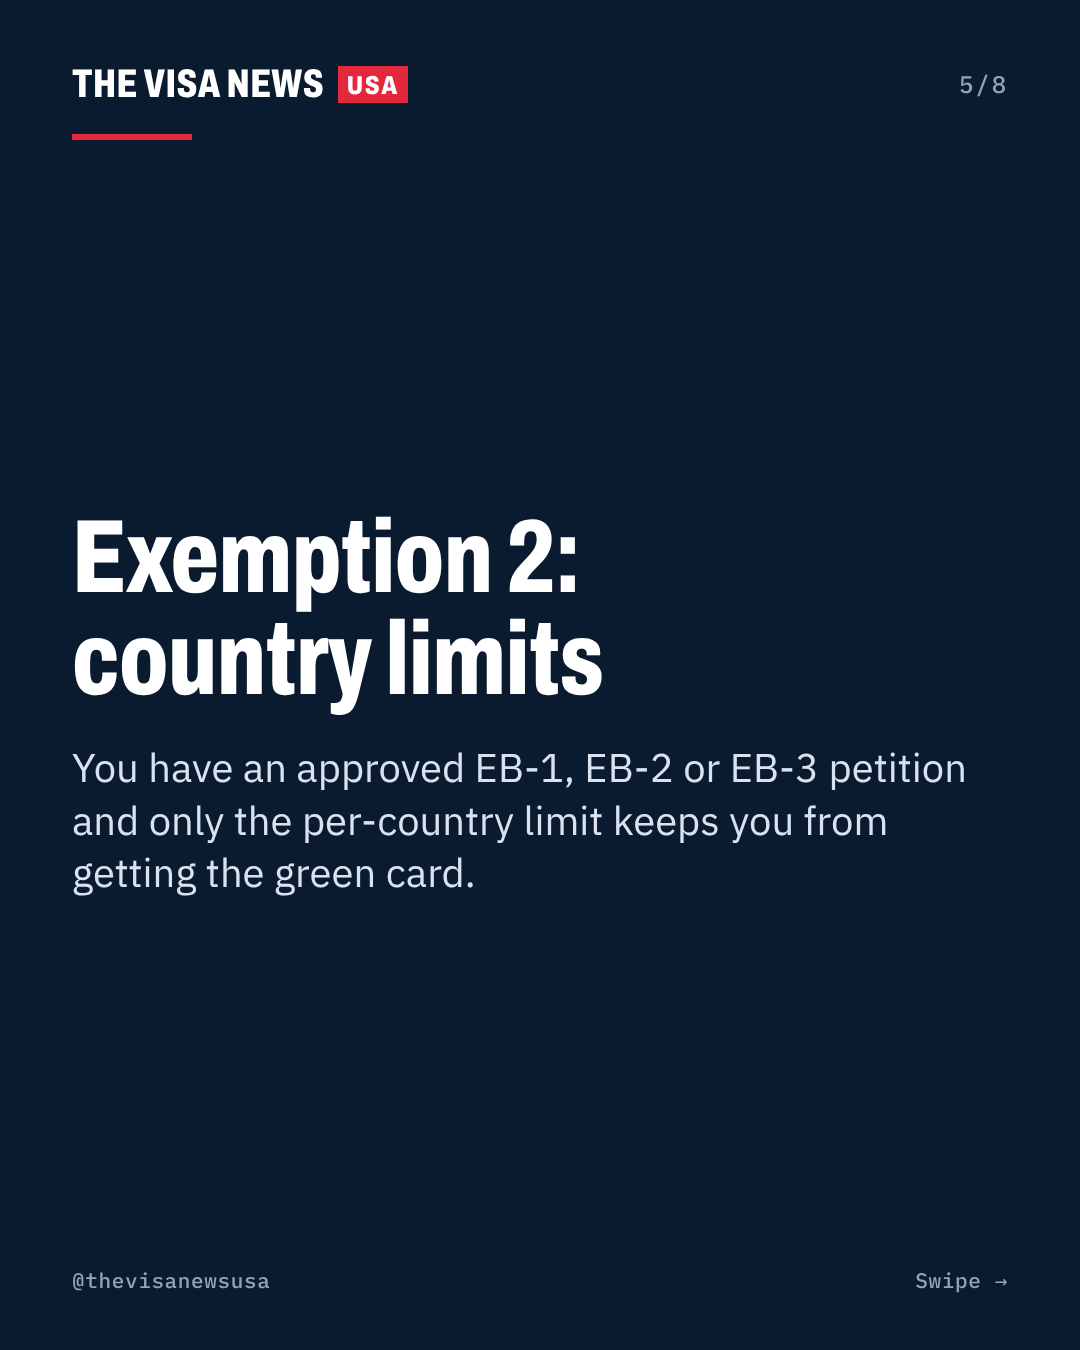 THE VISA NEWS USA
5/8
Exemption 2:
country limits
You have an approved EB-1, EB-2 or EB-3 petition
and only the per-country limit keeps you from
getting the green card.
@thevisanewsusa
Swipe →